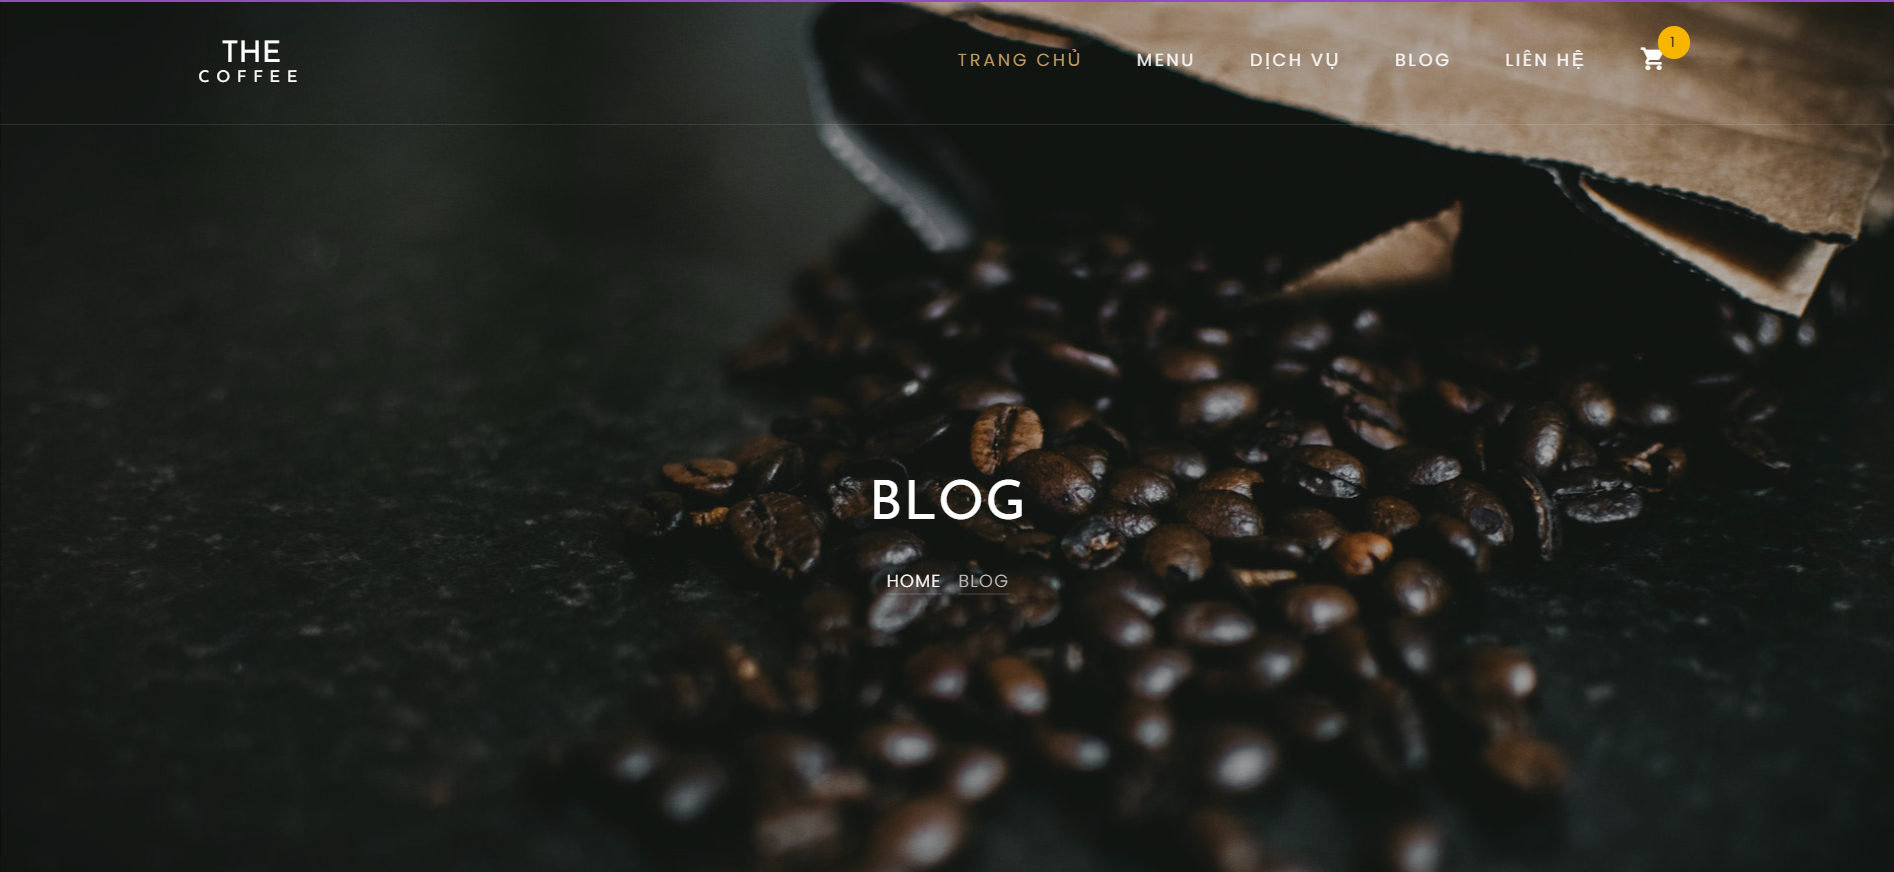 THE
COFFEE
TRANG CHỦ MENU DỊCH VỤ BLOG LIÊN HỆ 1
BLOG
HOME BLOG